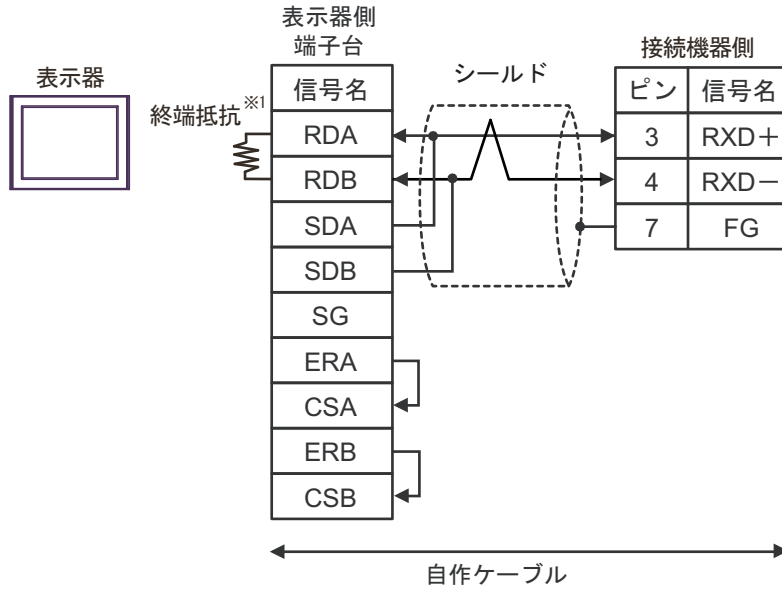 表示器
表示器側
端子台
終端抵抗※1
信号名
RDA
RDB
SDA
SDB
SG
ERA
CSA
ERB
CSB
シールド
接続機器側
ピン 信号名
3 RXD＋
4 RXD－
7 FG
自作ケーブル